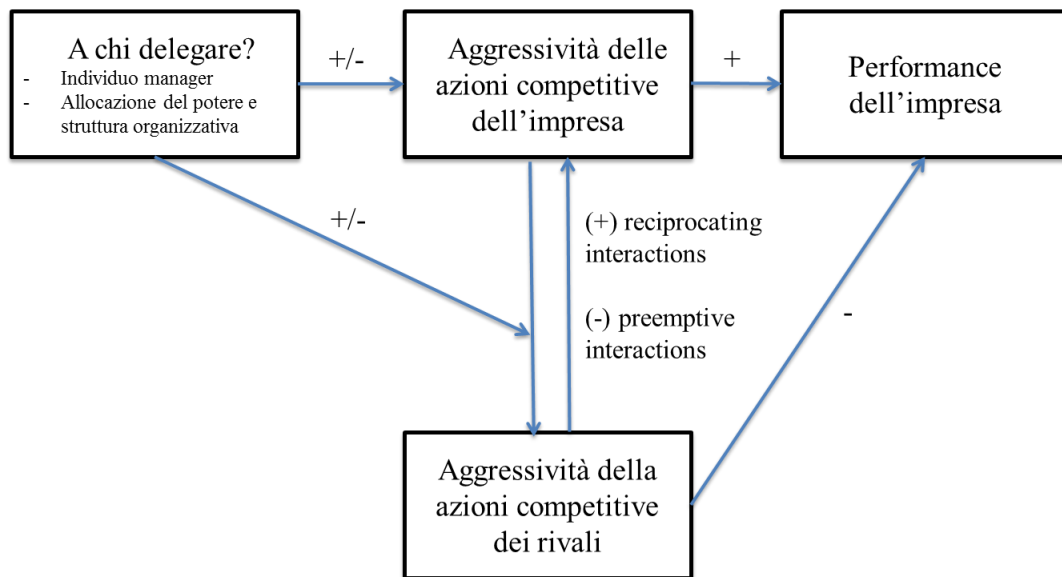 A chi delegare?
- Individuo manager
- Allocazione del potere e
struttura organizzativa
+/-
Aggressività delle
azioni competitive
dell'impresa
+
Performance
dell'impresa
+/-
(+) reciprocating
interactions
(-) preemptive
interactions
-
Aggressività della
azioni competitive
dei rivali